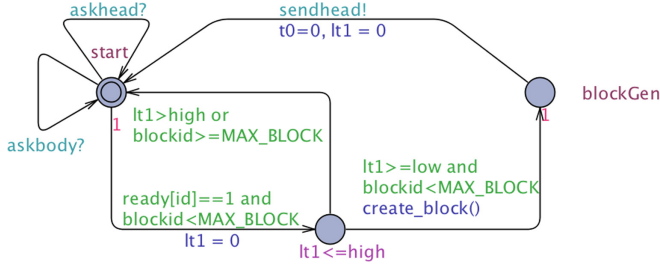 askhead?
sendhead!
t0=0, lt1 = 0
start
blockGen
1
1
lt1>high or
blockid>=MAX_BLOCK
askbody?
lt1>=low and
blockid<MAX_BLOCK
create_block()
ready[id]==1 and
blockid<MAX_BLOCK
lt1 = 0
lt1<=high